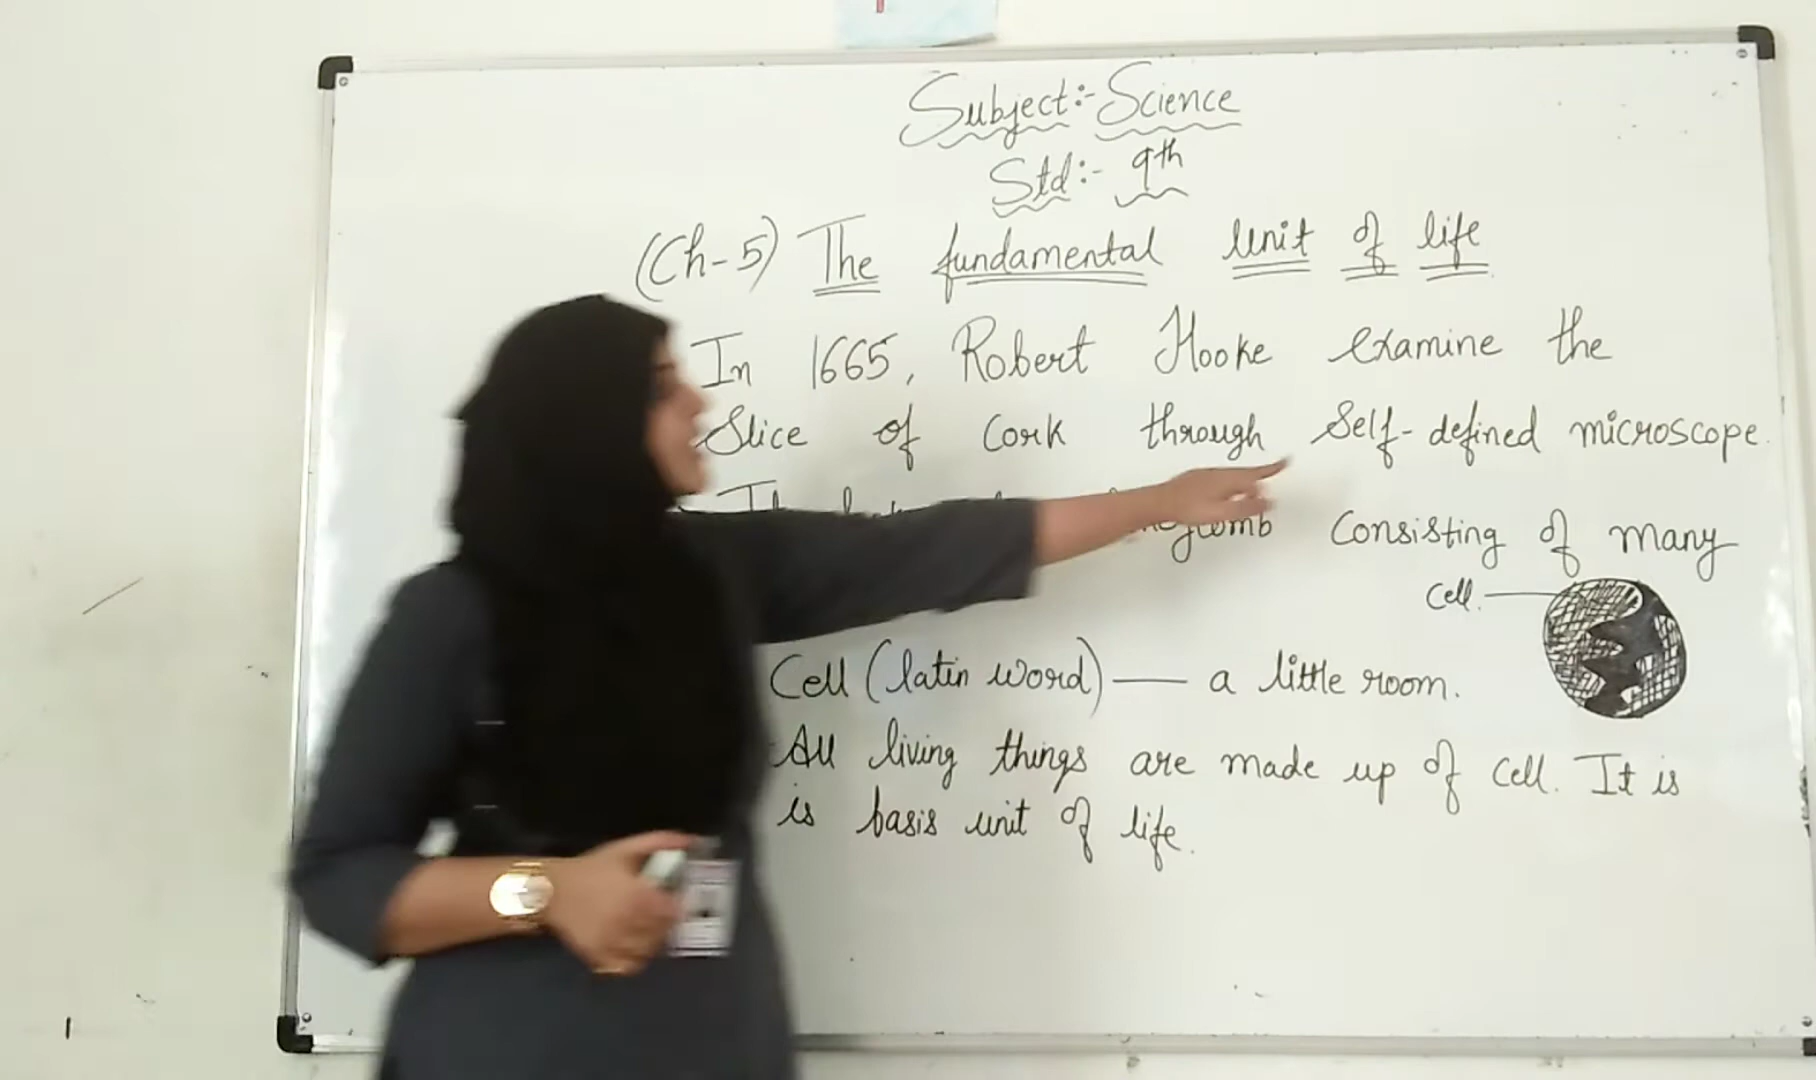 Subject:- Science
Std:- 9th
(Ch-5) The fundamental unit of life
In 1665, Robert Hooke examine the
Slice of Cork through Self-defined microscope.
Consisting of many
Cell.
Cell (latin word) — a little room.
All living things are made up of Cell. It is
is basis unit of life.